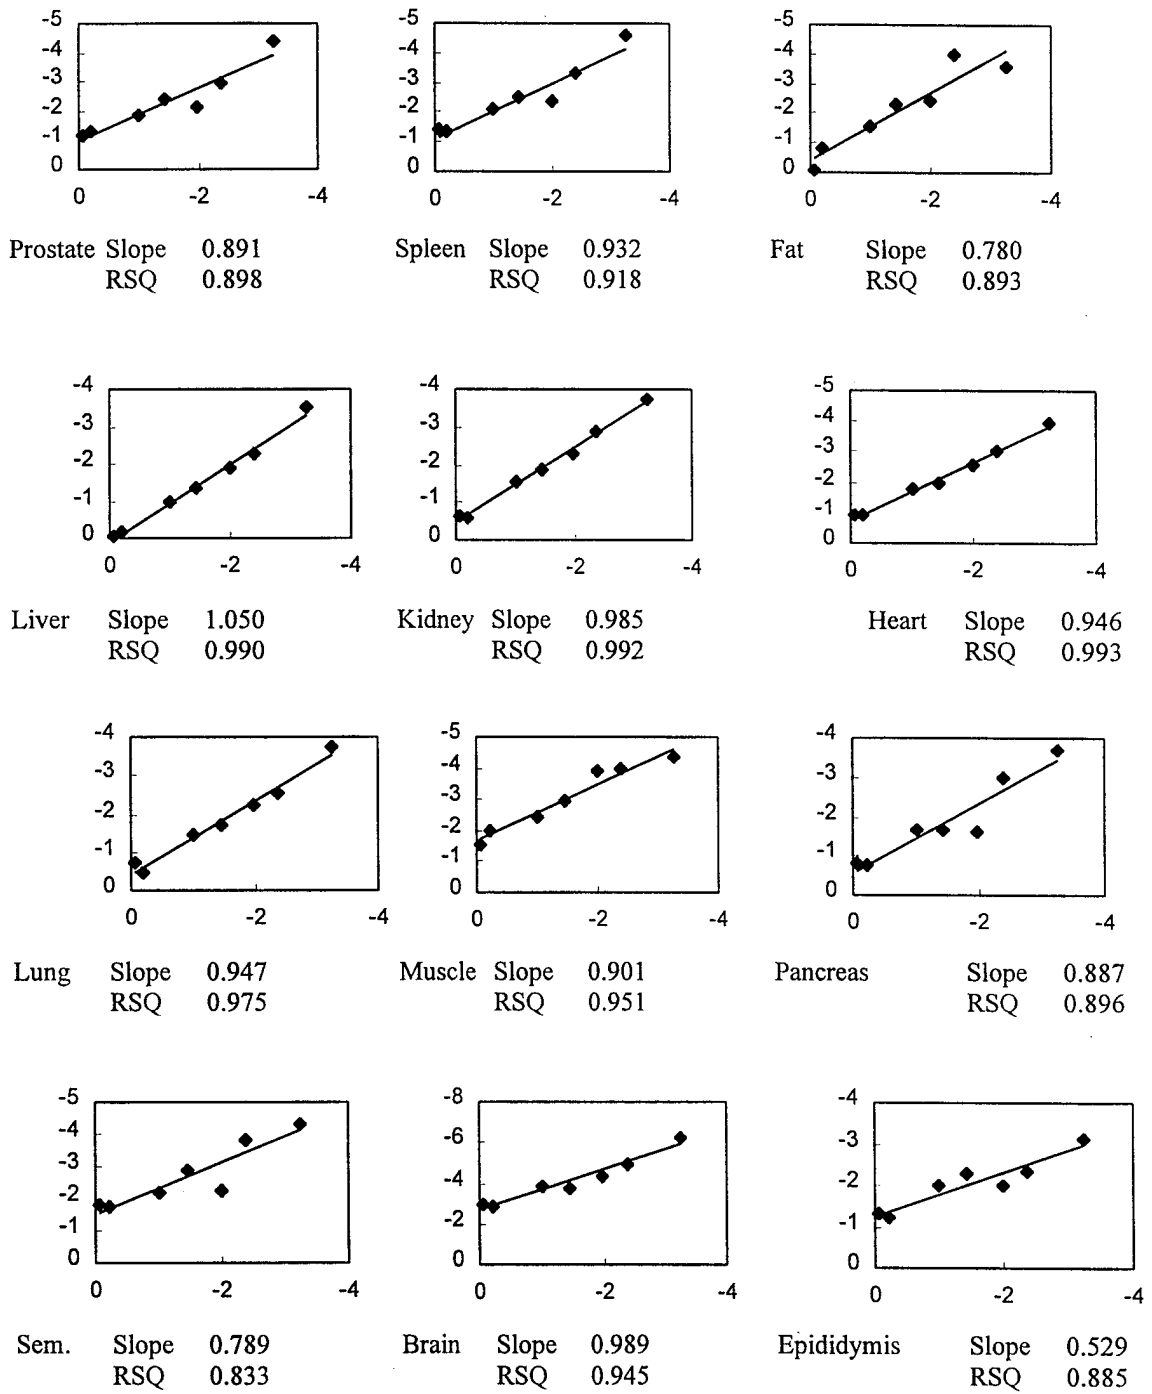 -5 -5 -5
-4 -4 -4
-3 -3 -3
-2 -2 -2
-1 -1 -1
0 0 0
0 -2 -4 0 -2 -4 0 -2 -4
Prostate Slope 0.891 Spleen Slope 0.932 Fat Slope 0.780
RSQ 0.898 RSQ 0.918 RSQ 0.893
-4 -4 -5
-3 -3 -4
-2 -2 -3
-1 -1 -2
0 0 -1
0
0 -2 -4 0 -2 -4 0 -2 -4
Liver Slope 1.050 Kidney Slope 0.985 Heart Slope 0.946
RSQ 0.990 RSQ 0.992 RSQ 0.993
-4 -5 -4
-3 -4 -3
-2 -3 -2
-1 -2 -1
0 -1 0
0
0 -2 -4 0 -2 -4 0 -2 -4
Lung Slope 0.947 Muscle Slope 0.901 Pancreas Slope 0.887
RSQ 0.975 RSQ 0.951 RSQ 0.896
-5 -8 -4
-4 -6 -3
-3 -4 -2
-2 -2 -1
-1 0 0
0
0 -2 -4 0 -2 -4 0 -2 -4
Sem. Slope 0.789 Brain Slope 0.989 Epididymis Slope 0.529
RSQ 0.833 RSQ 0.945 RSQ 0.885